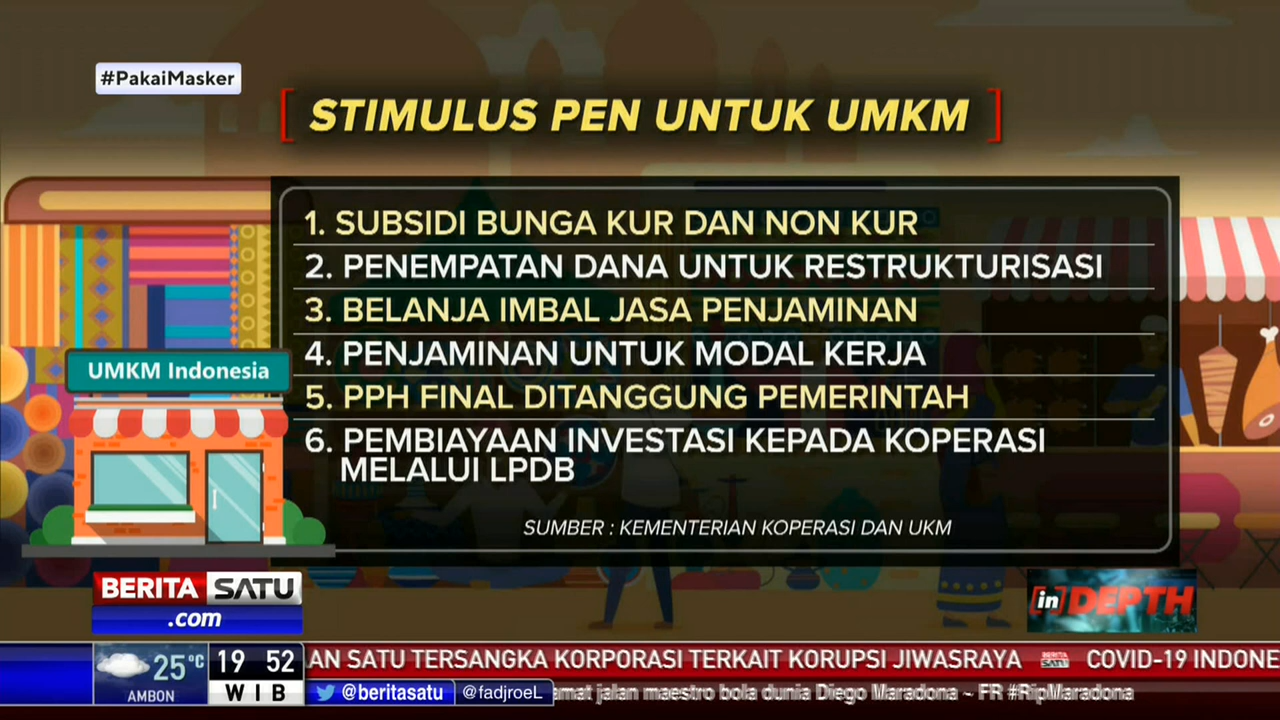 #PakaiMasker
STIMULUS PEN UNTUK UMKM
1. SUBSIDI BUNGA KUR DAN NON KUR
2. PENEMPATAN DANA UNTUK RESTRUKTURISASI
3. BELANJA IMBAL JASA PENJAMINAN
4. PENJAMINAN UNTUK MODAL KERJA
5. PPH FINAL DITANGGUNG PEMERINTAH
6. PEMBIAYAAN INVESTASI KEPADA KOPERASI
MELALUI LPDB
SUMBER : KEMENTERIAN KOPERASI DAN UKM
UMKM Indonesia
BERITA SATU
.com
[in] DEPTH
25°C
AMBON
19 52
WIB
AN SATU TERSANGKA KORPORASI TERKAIT KORUPSI JIWASRAYA BERITA SATU COVID-19 INDONE
@beritasatu @fadjroeL amat jalan maestro bola dunia Diego Maradona ~ FR #RipMaradona